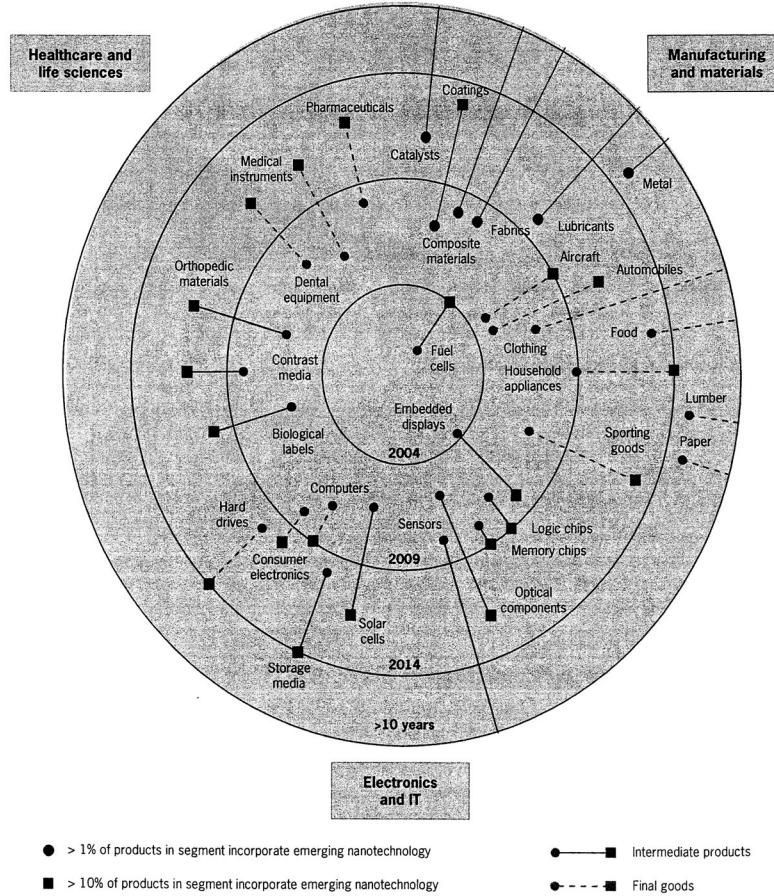 Healthcare and
life sciences
Manufacturing
and materials
Pharmaceuticals
Coatings
Catalysts
Medical
instruments
Metal
Fabrics
Lubricants
Composite
materials
Aircraft
Automobiles
Orthopedic
materials
Dental
equipment
Food
Clothing
Fuel
cells
Contrast
media
Household
appliances
Lumber
Embedded
displays
Sporting
goods
Paper
Biological
labels
2004
Computers
Hard
drives
Sensors
Logic chips
Memory chips
Consumer
electronics
2009
Optical
components
Solar
cells
2014
Storage
media
>10 years
Electronics
and IT
> 1% of products in segment incorporate emerging nanotechnology
Intermediate products
> 10% of products in segment incorporate emerging nanotechnology
Final goods